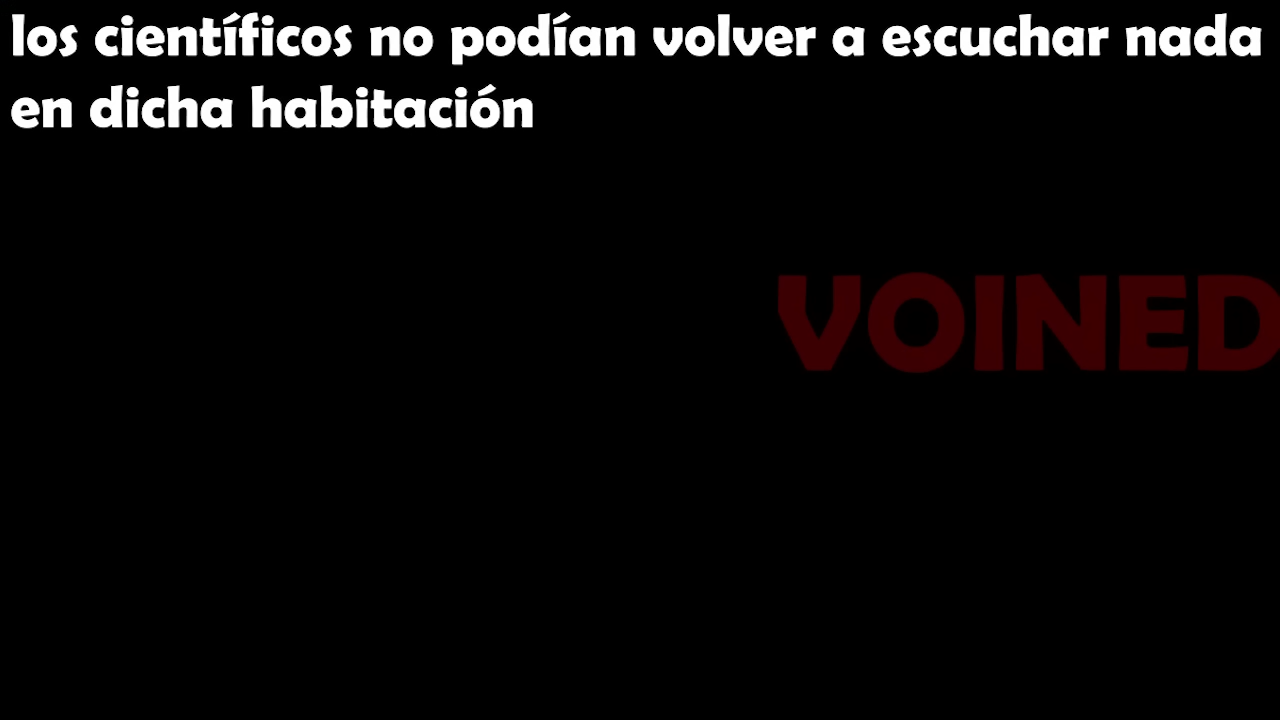 los científicos no podían volver a escuchar nada
en dicha habitación
VOINED